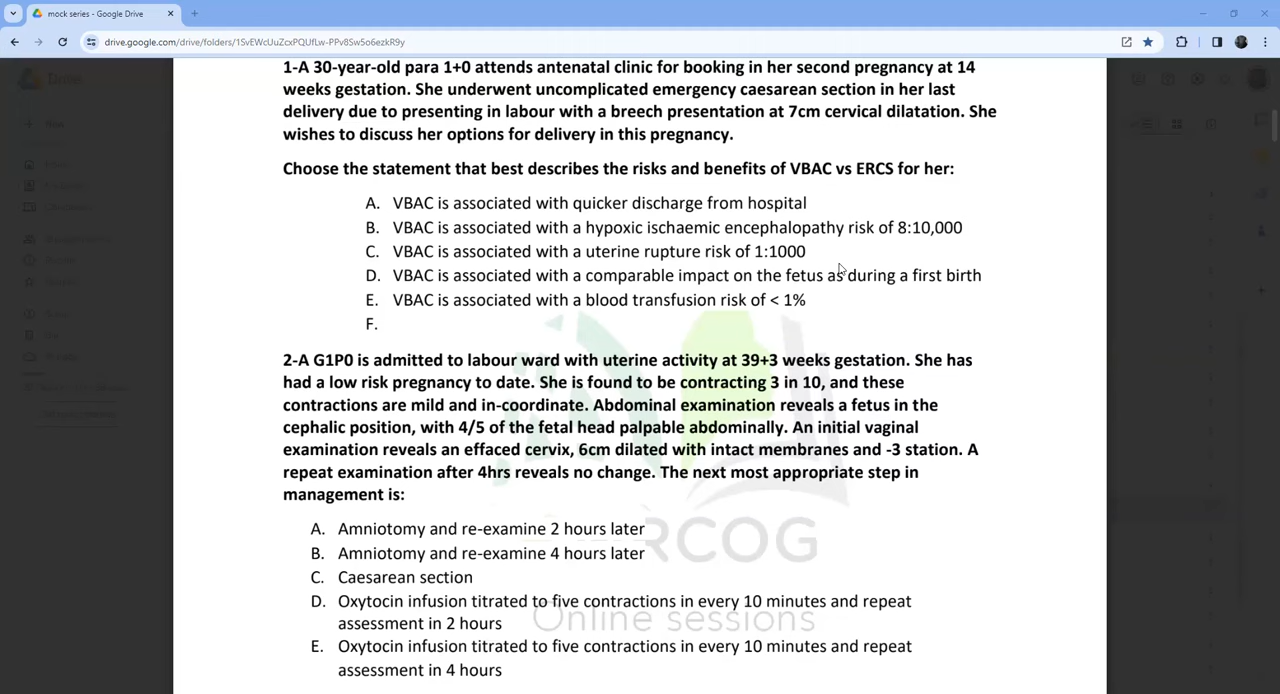 mock series - Google Drive
drive.google.com/drive/folders/1SvEWcUuZcxPQUfLw-PPv8Sw5o6ezkR9y
Drive
1-A 30-year-old para 1+0 attends antenatal clinic for booking in her second pregnancy at 14
weeks gestation. She underwent uncomplicated emergency caesarean section in her last
delivery due to presenting in labour with a breech presentation at 7cm cervical dilatation. She
wishes to discuss her options for delivery in this pregnancy.
Choose the statement that best describes the risks and benefits of VBAC vs ERCS for her:
A. VBAC is associated with quicker discharge from hospital
B. VBAC is associated with a hypoxic ischaemic encephalopathy risk of 8:10,000
C. VBAC is associated with a uterine rupture risk of 1:1000
D. VBAC is associated with a comparable impact on the fetus as during a first birth
E. VBAC is associated with a blood transfusion risk of < 1%
F.
2-A G1P0 is admitted to labour ward with uterine activity at 39+3 weeks gestation. She has
had a low risk pregnancy to date. She is found to be contracting 3 in 10, and these
contractions are mild and in-coordinate. Abdominal examination reveals a fetus in the
cephalic position, with 4/5 of the fetal head palpable abdominally. An initial vaginal
examination reveals an effaced cervix, 6cm dilated with intact membranes and -3 station. A
repeat examination after 4hrs reveals no change. The next most appropriate step in
management is:
A. Amniotomy and re-examine 2 hours later
B. Amniotomy and re-examine 4 hours later
C. Caesarean section
D. Oxytocin infusion titrated to five contractions in every 10 minutes and repeat
assessment in 2 hours
E. Oxytocin infusion titrated to five contractions in every 10 minutes and repeat
assessment in 4 hours
RCOG
Online sessions